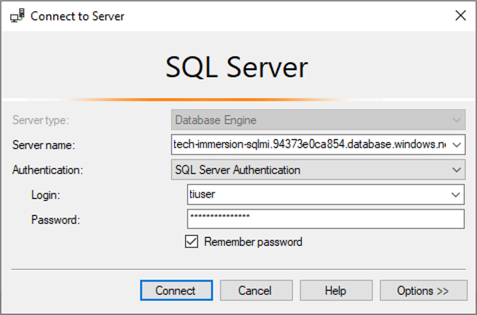 Connect to Server
SQL Server
Server type: Database Engine
Server name: tech-immersion-sqlmi.94373e0ca854.database.windows.ne
Authentication: SQL Server Authentication
Login: tiuser
Password: ***************
Remember password
Connect Cancel Help Options >>